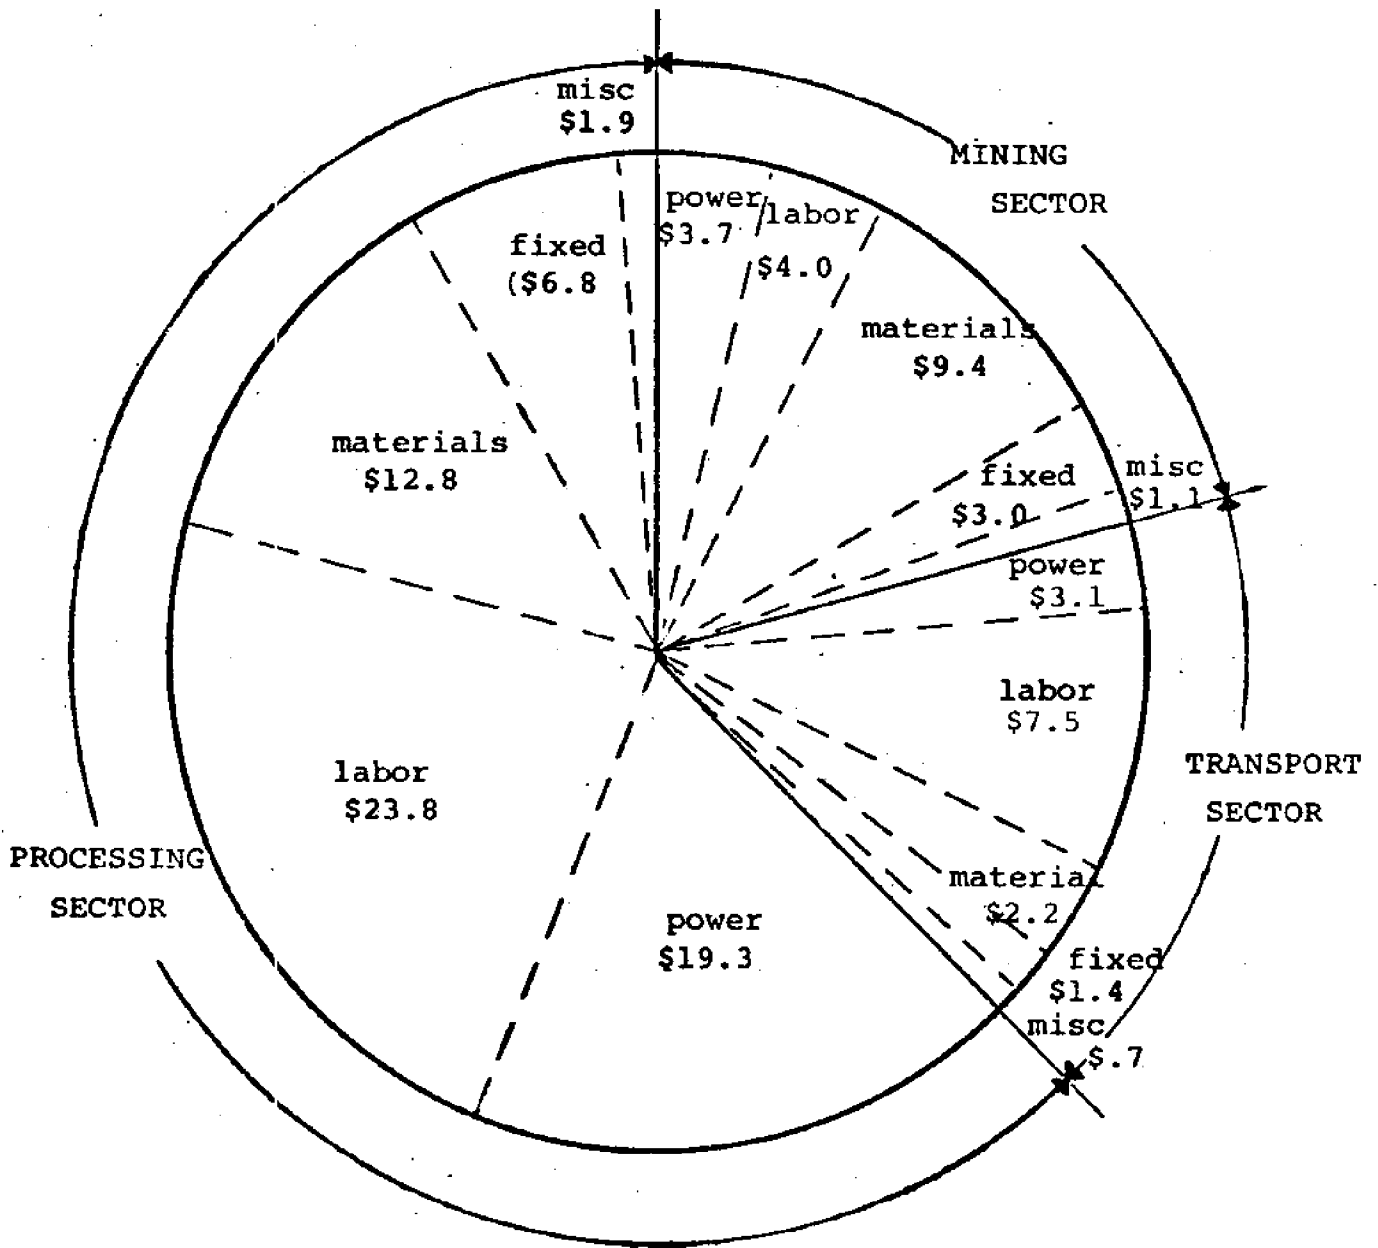 misc
$1.9
MINING
SECTOR
power
$3.7
labor
$4.0
fixed
($6.8
materials
$9.4
materials
$12.8
fixed
$3.0
misc
$1.1
power
$3.1
labor
$7.5
TRANSPORT
SECTOR
labor
$23.8
PROCESSING
SECTOR
material
$2.2
power
$19.3
fixed
$1.4
misc
$.7